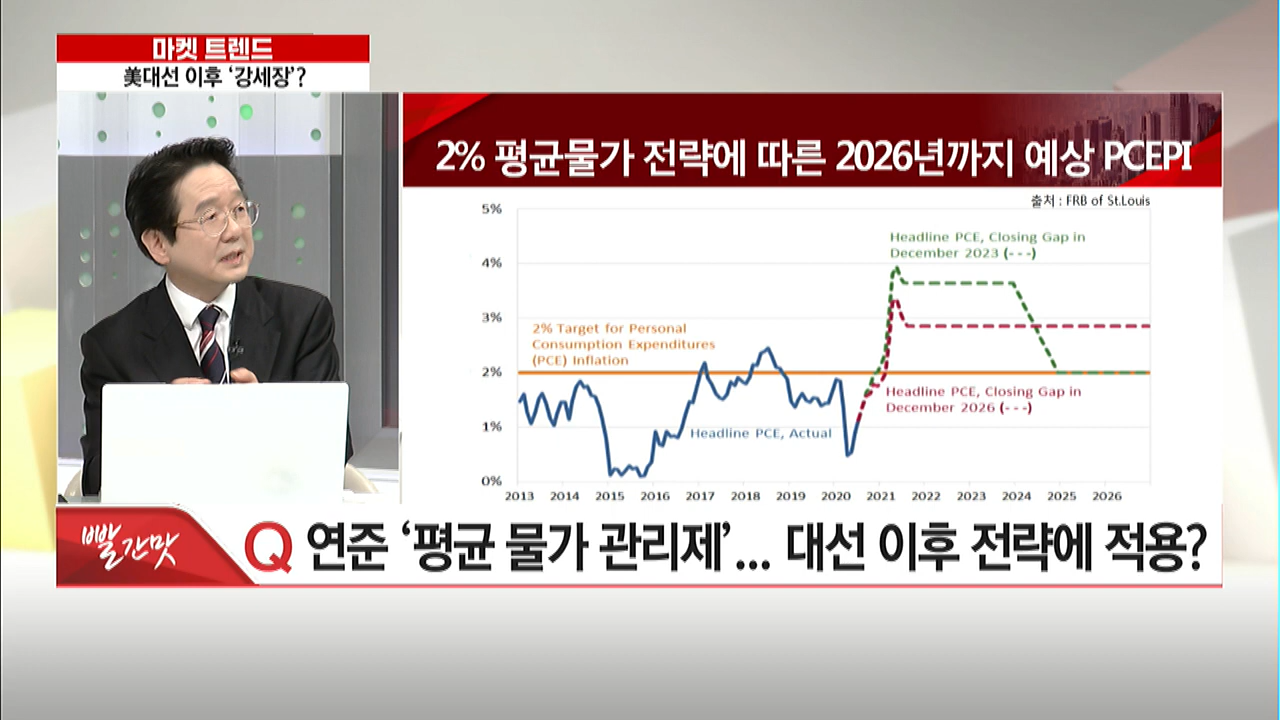 마켓 트렌드
美대선 이후 ‘강세장’?
2% 평균물가 전략에 따른 2026년까지 예상 PCEPI
출처 : FRB of St.Louis
5%
4%
3%
2%
1%
0%
Headline PCE, Closing Gap in
December 2023 (- - -)
2% Target for Personal
Consumption Expenditures
(PCE) Inflation
Headline PCE, Closing Gap in
December 2026 (- - -)
Headline PCE, Actual
2013 2014 2015 2016 2017 2018 2019 2020 2021 2022 2023 2024 2025 2026
빨간맛
Q 연준 ‘평균 물가 관리제’... 대선 이후 전략에 적용?